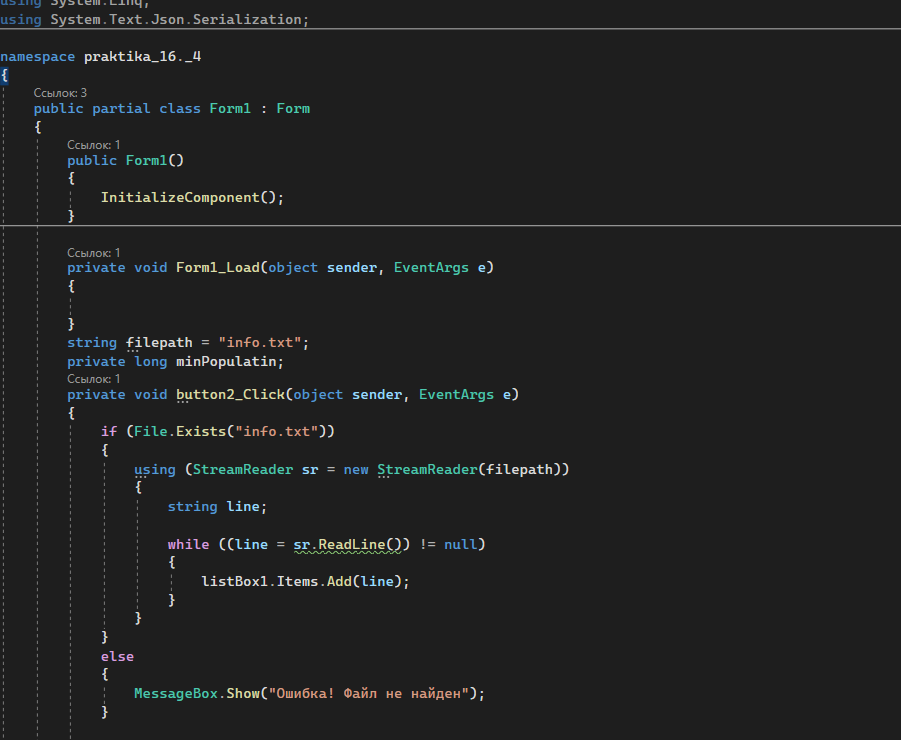 using System.Linq;
using System.Text.Json.Serialization;
namespace praktika_16._4
{
Ссылок: 3
public partial class Form1 : Form
{
Ссылок: 1
public Form1()
{
InitializeComponent();
}
Ссылок: 1
private void Form1_Load(object sender, EventArgs e)
{
}
string filepath = "info.txt";
private long minPopulatin;
Ссылок: 1
private void button2_Click(object sender, EventArgs e)
{
if (File.Exists("info.txt"))
{
using (StreamReader sr = new StreamReader(filepath))
{
string line;
while ((line = sr.ReadLine()) != null)
{
listBox1.Items.Add(line);
}
}
}
else
{
MessageBox.Show("Ошибка! Файл не найден");
}